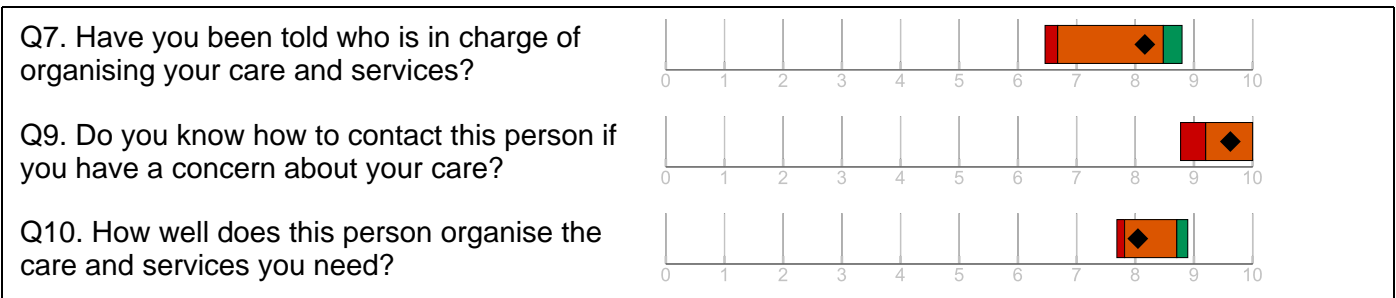 Q7. Have you been told who is in charge of
organising your care and services?
0 1 2 3 4 5 6 7 8 9 10
Q9. Do you know how to contact this person if
you have a concern about your care?
0 1 2 3 4 5 6 7 8 9 10
Q10. How well does this person organise the
care and services you need?
0 1 2 3 4 5 6 7 8 9 10